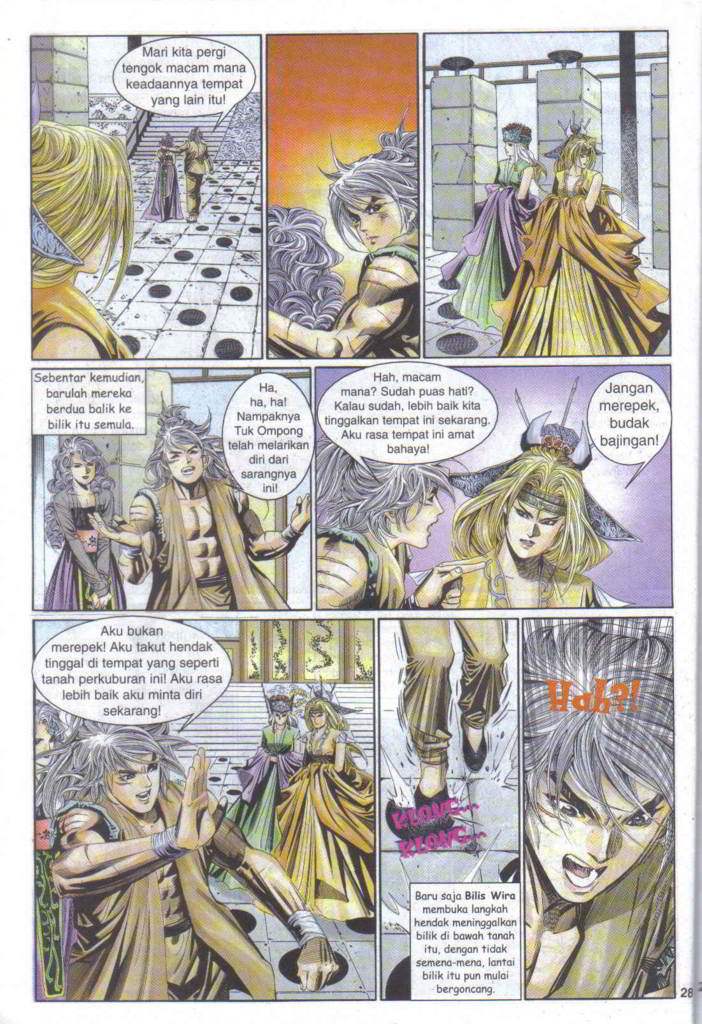 Mari kita pergi
tengok macam mana
keadaannya tempat
yang lain itu!
Sebentar kemudian,
barulah mereka
berdua balik ke
bilik itu semula.
Ha,
ha, ha!
Nampaknya
Tuk Ompong
telah melarikan
diri dari
sarangnya
ini!
Hah, macam
mana? Sudah puas hati?
Kalau sudah, lebih baik kita
tinggalkan tempat ini sekarang.
Aku rasa tempat ini amat
bahaya!
Jangan
merepek,
budak
bajingan!
Aku bukan
merepek! Aku takut hendak
tinggal di tempat yang seperti
tanah perkuburan ini! Aku rasa
lebih baik aku minta diri
sekarang!
KLONG...
KLONG...
Baru saja Bilis Wira
membuka langkah
hendak meninggalkan
bilik di bawah tanah
itu, dengan tidak
semena-mena, lantai
bilik itu pun mulai
bergoncang.
Hah?!
28